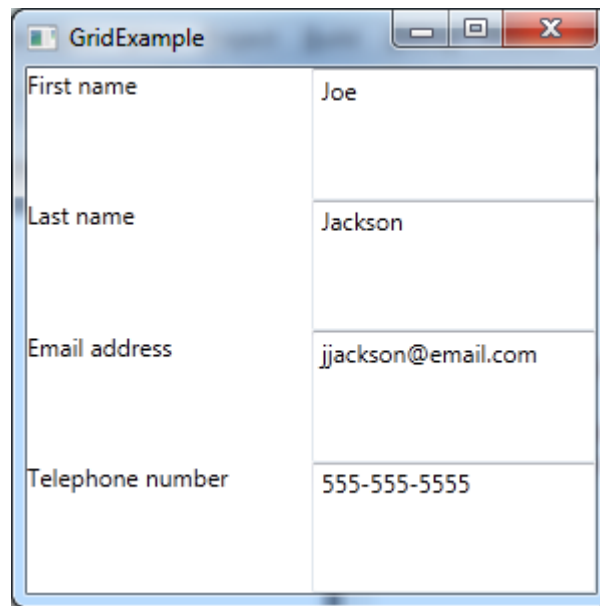 GridExample
First name
Joe
Last name
Jackson
Email address
jjackson@email.com
Telephone number
555-555-5555